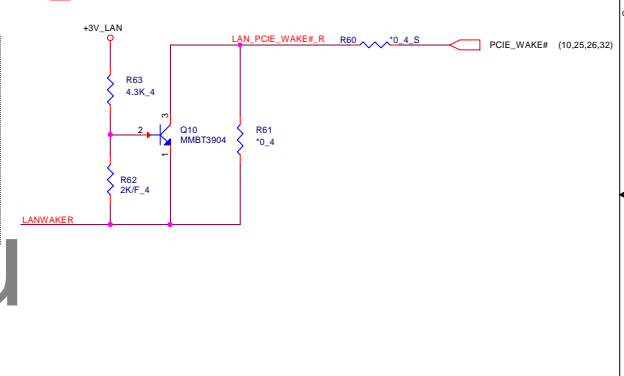 +3V_LAN
LAN_PCIE_WAKE#_R
R60
*0_4_S
PCIE_WAKE# (10,25,26,32)
R63
4.3K_4
3
2
Q10
MMBT3904
1
R61
*0_4
R62
2K/F_4
LANWAKER